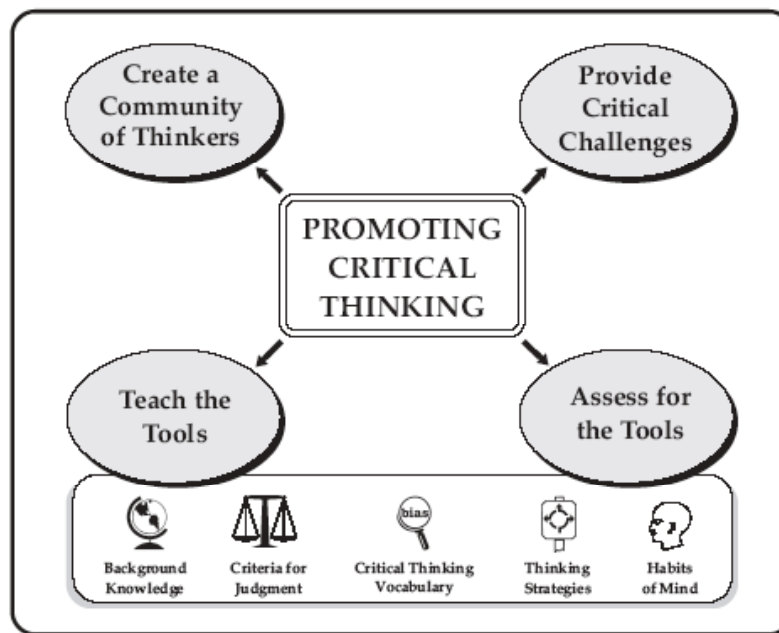 Create a
Community
of Thinkers
Provide
Critical
Challenges
PROMOTING
CRITICAL
THINKING
Teach the
Tools
Assess for
the Tools
bias
Background
Knowledge
Criteria for
Judgment
Critical Thinking
Vocabulary
Thinking
Strategies
Habits
of Mind